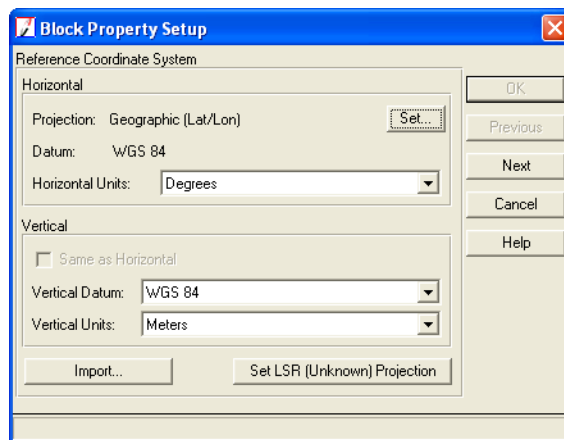 Block Property Setup
Reference Coordinate System
Horizontal
OK
Projection: Geographic (Lat/Lon) Set...
Previous
Datum: WGS 84
Next
Horizontal Units: Degrees
Cancel
Vertical
Help
Same as Horizontal
Vertical Datum: WGS 84
Vertical Units: Meters
Import... Set LSR (Unknown) Projection